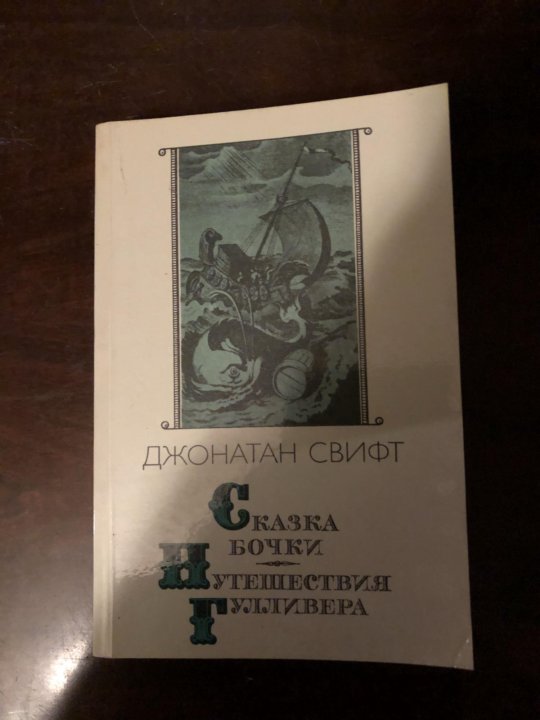 ДЖОНАТАН СВИФТ
СКАЗКА
БОЧКИ
ПУТЕШЕСТВИЯ
ГУЛЛИВЕРА